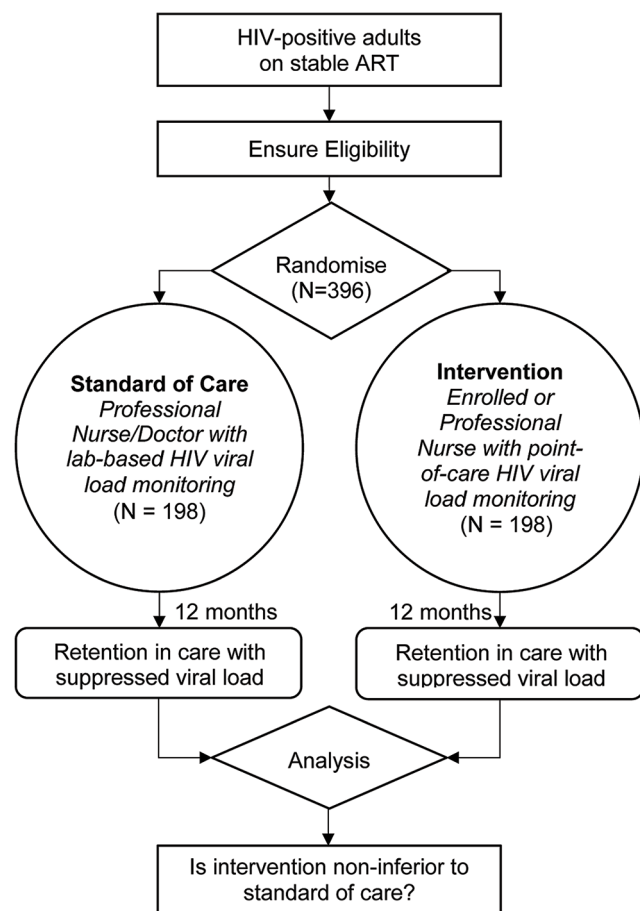 HIV-positive adults
on stable ART
Ensure Eligibility
Randomise
(N=396)
Standard of Care
Professional
Nurse/Doctor with
lab-based HIV viral
load monitoring
(N = 198)
Intervention
Enrolled or
Professional
Nurse with point-
of-care HIV viral
load monitoring
(N = 198)
12 months
12 months
Retention in care with
suppressed viral load
Retention in care with
suppressed viral load
Analysis
Is intervention non-inferior to
standard of care?